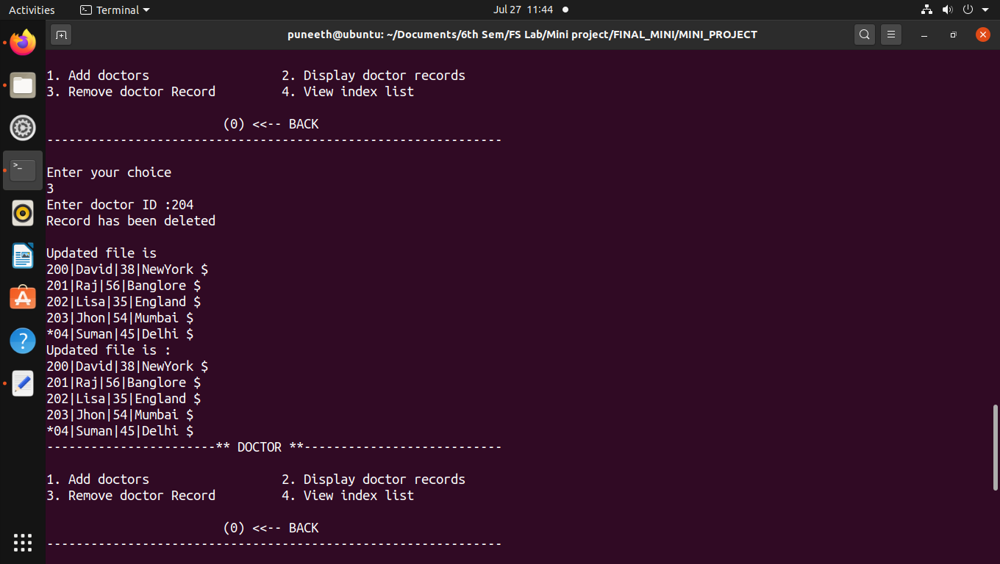 Activities Terminal Jul 27 11:44
puneeth@ubuntu: ~/Documents/6th Sem/FS Lab/Mini project/FINAL_MINI/MINI_PROJECT
1. Add doctors 2. Display doctor records
3. Remove doctor Record 4. View index list
(0) <<-- BACK
--------------------------------------------------------------
Enter your choice
3
Enter doctor ID :204
Record has been deleted
Updated file is
200|David|38|NewYork $
201|Raj|56|Banglore $
202|Lisa|35|England $
203|Jhon|54|Mumbai $
*04|Suman|45|Delhi $
Updated file is :
200|David|38|NewYork $
201|Raj|56|Banglore $
202|Lisa|35|England $
203|Jhon|54|Mumbai $
*04|Suman|45|Delhi $
-----------------------** DOCTOR **---------------------------
1. Add doctors 2. Display doctor records
3. Remove doctor Record 4. View index list
(0) <<-- BACK
--------------------------------------------------------------